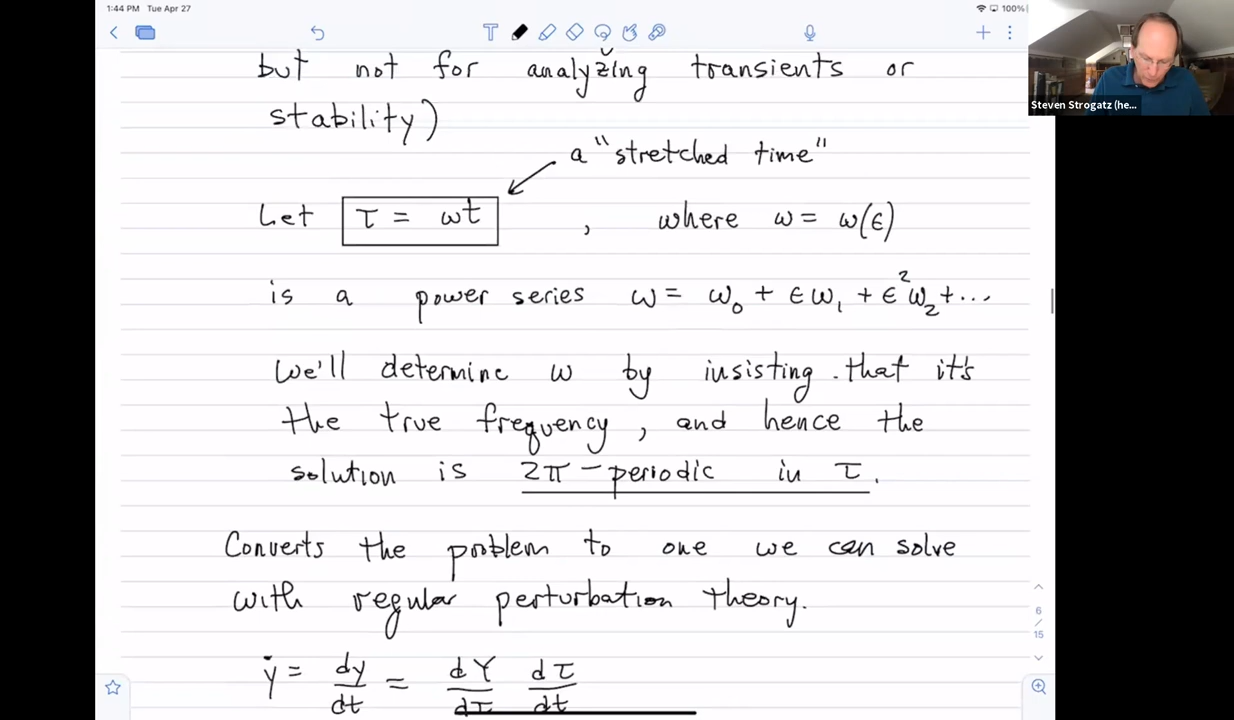 1:44 PM Tue Apr 27
100%
Steven Strogatz (he...
but not for analyzing transients or
stability)
a "stretched time"
Let τ = ωt , where ω = ω(ϵ)
is a power series ω = ω₀ + ϵω₁ + ϵ²ω₂ + ...
We'll determine ω by insisting that it's
the true frequency, and hence the
solution is 2π-periodic in τ.
Converts the problem to one we can solve
with regular perturbation theory.
ẏ = dy/dt = dY/dτ dτ/dt
6
/
15